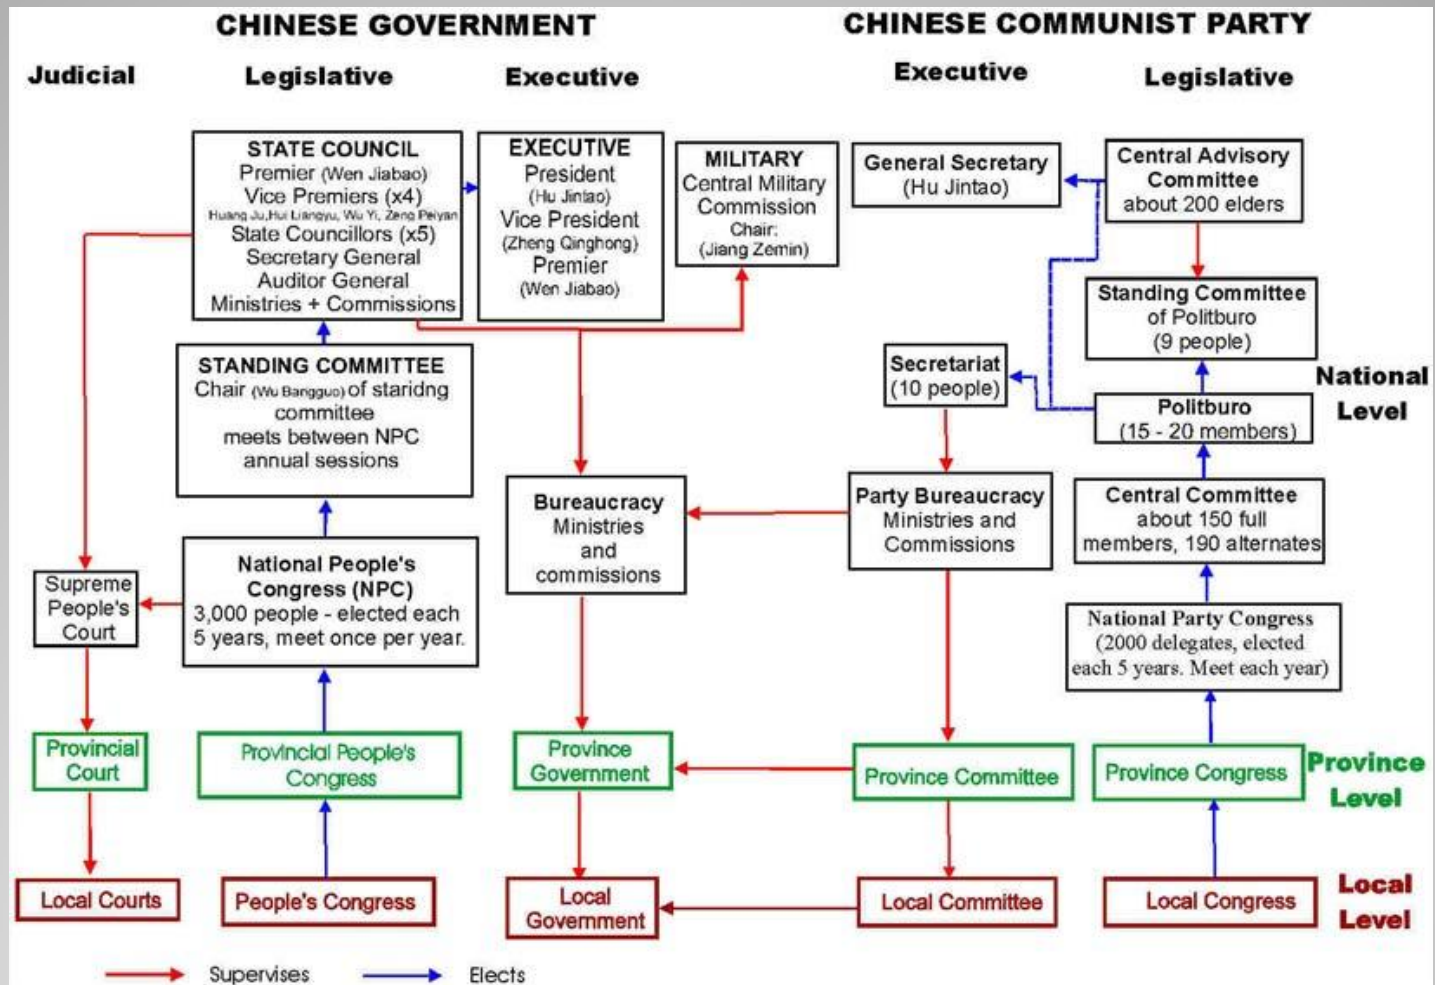 CHINESE GOVERNMENT
CHINESE COMMUNIST PARTY
Judicial
Legislative
Executive
Executive
Legislative
STATE COUNCIL
Premier (Wen Jiabao)
Vice Premiers (x4)
Huang Ju,Hui Liangyu, Wu Yi, Zeng Peiyan
State Councillors (x5)
Secretary General
Auditor General
Ministries + Commissions
EXECUTIVE
President
(Hu Jintao)
Vice President
(Zheng Qinghong)
Premier
(Wen Jiabao)
MILITARY
Central Military
Commission
Chair:
(Jiang Zemin)
General Secretary
(Hu Jintao)
Central Advisory
Committee
about 200 elders
Standing Committee
of Politburo
(9 people)
STANDING COMMITTEE
Chair (Wu Bangguo) of staridng
committee
meets between NPC
annual sessions
Secretariat
(10 people)
National
Level
Politburo
(15 - 20 members)
Bureaucracy
Ministries
and
commissions
Party Bureaucracy
Ministries and
Commissions
Central Committee
about 150 full
members, 190 alternates
National People's
Congress (NPC)
3,000 people - elected each
5 years, meet once per year.
Supreme
People's
Court
National Party Congress
(2000 delegates, elected
each 5 years. Meet each year)
Provincial
Court
Provincial People's
Congress
Province
Government
Province Committee
Province Congress
Province
Level
Local Courts
People's Congress
Local
Government
Local Committee
Local Congress
Local
Level
Supervises
Elects